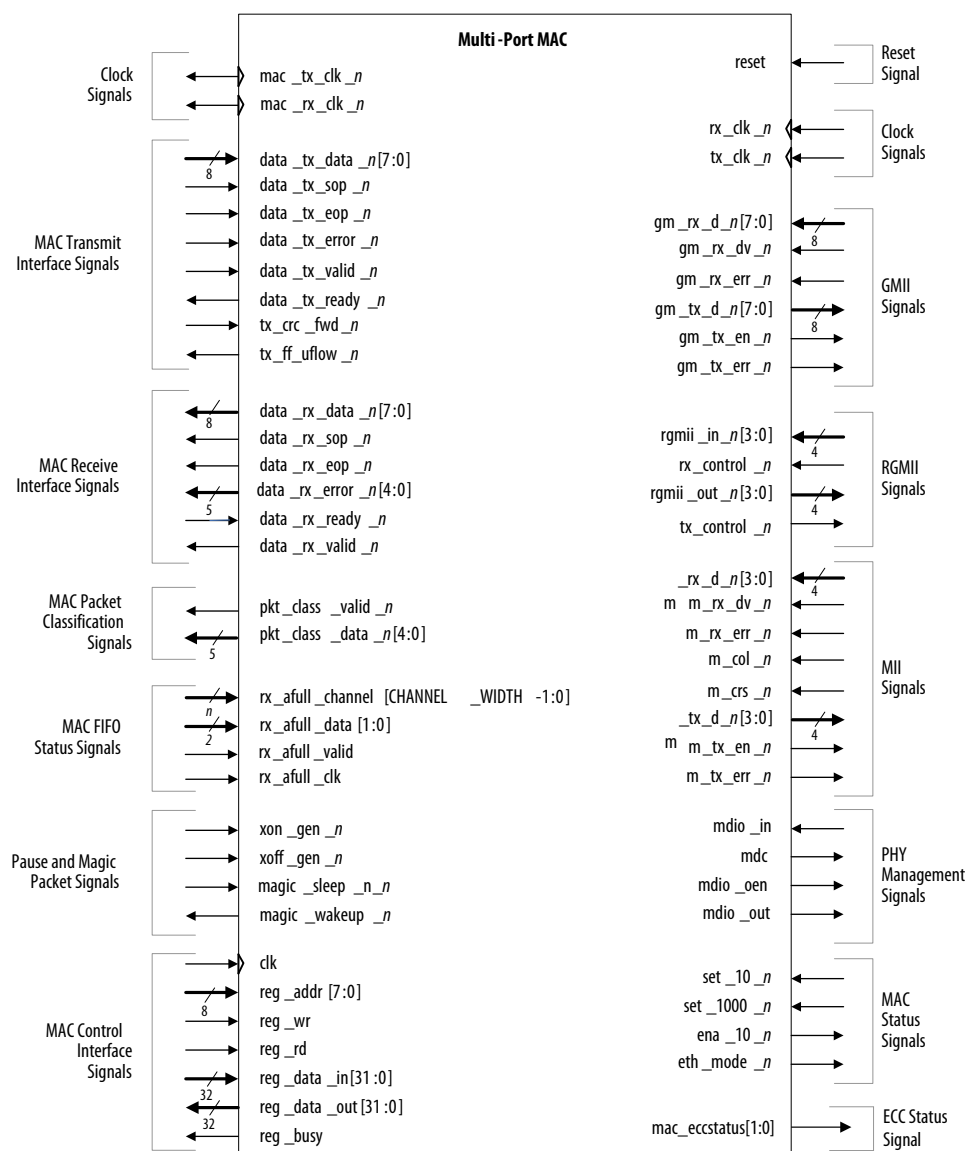 Multi-Port MAC
Clock
Signals
mac_tx_clk_n
mac_rx_clk_n
MAC Transmit
Interface Signals
data_tx_data_n[7:0]
8
data_tx_sop_n
data_tx_eop_n
data_tx_error_n
data_tx_valid_n
data_tx_ready_n
tx_crc_fwd_n
tx_ff_uflow_n
MAC Receive
Interface Signals
data_rx_data_n[7:0]
8
data_rx_sop_n
data_rx_eop_n
data_rx_error_n[4:0]
5
data_rx_ready_n
data_rx_valid_n
MAC Packet
Classification
Signals
pkt_class_valid_n
pkt_class_data_n[4:0]
5
MAC FIFO
Status Signals
rx_afull_channel [CHANNEL _WIDTH -1:0]
n
rx_afull_data [1:0]
2
rx_afull_valid
rx_afull_clk
Pause and Magic
Packet Signals
xon_gen_n
xoff_gen_n
magic_sleep_n_n
magic_wakeup_n
MAC Control
Interface
Signals
clk
reg_addr [7:0]
8
reg_wr
reg_rd
reg_data_in[31:0]
32
reg_data_out[31:0]
32
reg_busy
reset
Reset
Signal
rx_clk_n
tx_clk_n
Clock
Signals
gm_rx_d_n[7:0]
8
gm_rx_dv_n
gm_rx_err_n
gm_tx_d_n[7:0]
8
gm_tx_en_n
gm_tx_err_n
GMII
Signals
rgmii_in_n[3:0]
4
rx_control_n
rgmii_out_n[3:0]
4
tx_control_n
RGMII
Signals
_rx_d_n[3:0]
4
m m_rx_dv_n
m_rx_err_n
m_col_n
m_crs_n
_tx_d_n[3:0]
4
m m_tx_en_n
m_tx_err_n
MII
Signals
mdio_in
mdc
mdio_oen
mdio_out
PHY
Management
Signals
set_10_n
set_1000_n
ena_10_n
eth_mode_n
MAC
Status
Signals
mac_eccstatus[1:0]
ECC Status
Signal